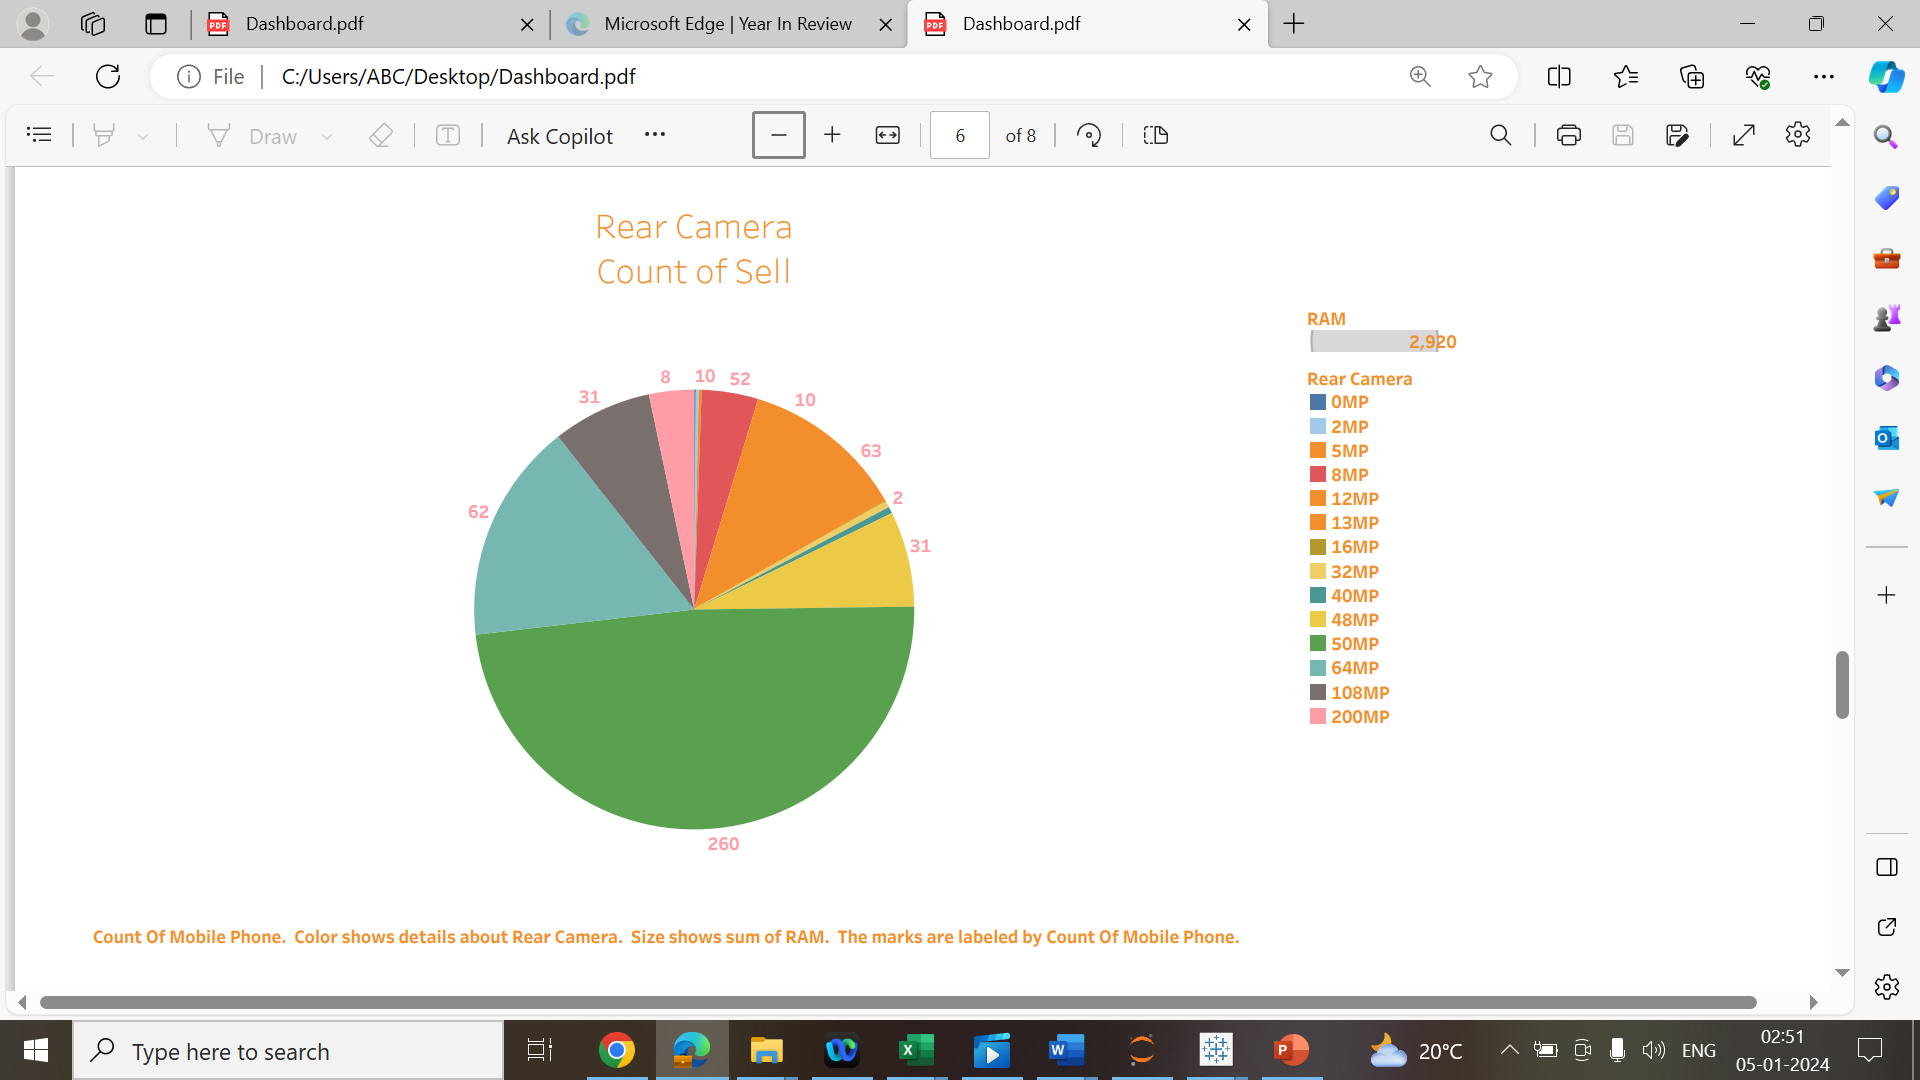 Dashboard.pdf
Microsoft Edge | Year In Review
Dashboard.pdf
File
C:/Users/ABC/Desktop/Dashboard.pdf
Draw
Ask Copilot
6
of 8
Rear Camera
Count of Sell
8
10
52
31
10
63
2
62
31
260
RAM
2,920
Rear Camera
0MP
2MP
5MP
8MP
12MP
13MP
16MP
32MP
40MP
48MP
50MP
64MP
108MP
200MP
Count Of Mobile Phone. Color shows details about Rear Camera. Size shows sum of RAM. The marks are labeled by Count Of Mobile Phone.
Type here to search
20°C
ENG
02:51
05-01-2024